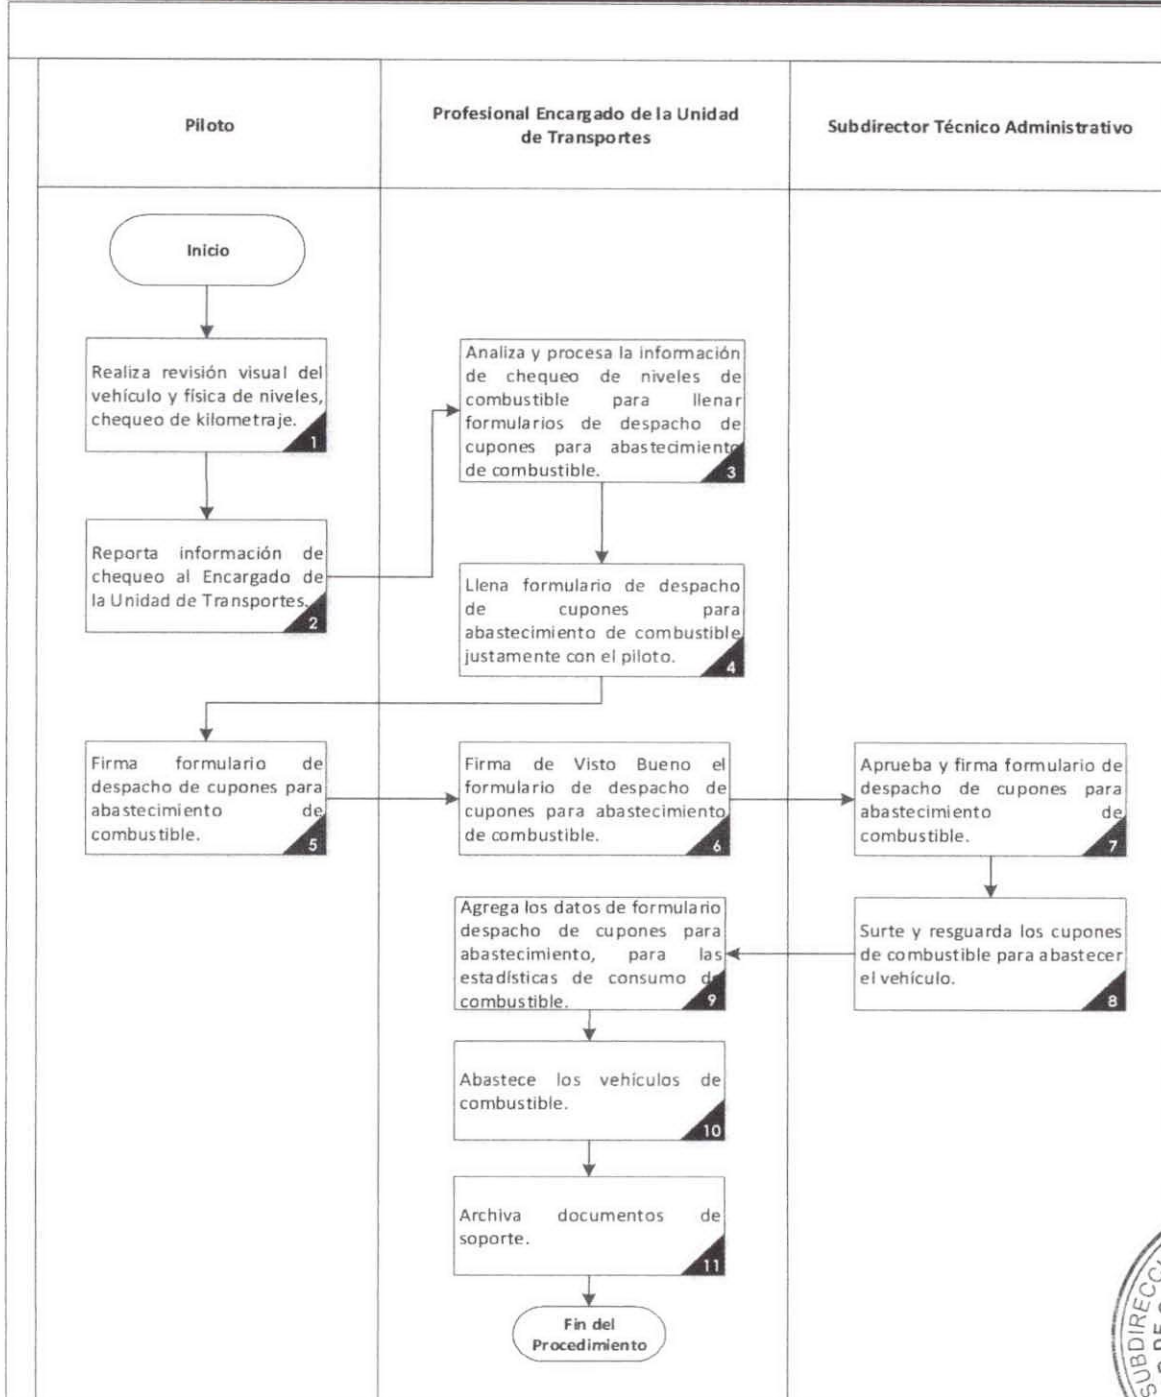 Piloto
Profesional Encargado de la Unidad
de Transportes
Subdirector Técnico Administrativo
Inicio
Realiza revisión visual del
vehículo y física de niveles,
chequeo de kilometraje.
1
Reporta información de
chequeo al Encargado de
la Unidad de Transportes.
2
Analiza y procesa la información
de chequeo de niveles de
combustible para llenar
formularios de despacho de
cupones para abastecimiento
de combustible.
3
Llena formulario de despacho
de cupones para
abastecimiento de combustible
justamente con el piloto.
4
Firma formulario de
despacho de cupones para
abastecimiento de
combustible.
5
Firma de Visto Bueno el
formulario de despacho de
cupones para abastecimiento
de combustible.
6
Aprueba y firma formulario de
despacho de cupones para
abastecimiento de
combustible.
7
Surte y resguarda los cupones
de combustible para abastecer
el vehículo.
8
Agrega los datos de formulario
despacho de cupones para
abastecimiento, para las
estadísticas de consumo de
combustible.
9
Abastece los vehículos de
combustible.
10
Archiva documentos de
soporte.
11
Fin del
Procedimiento